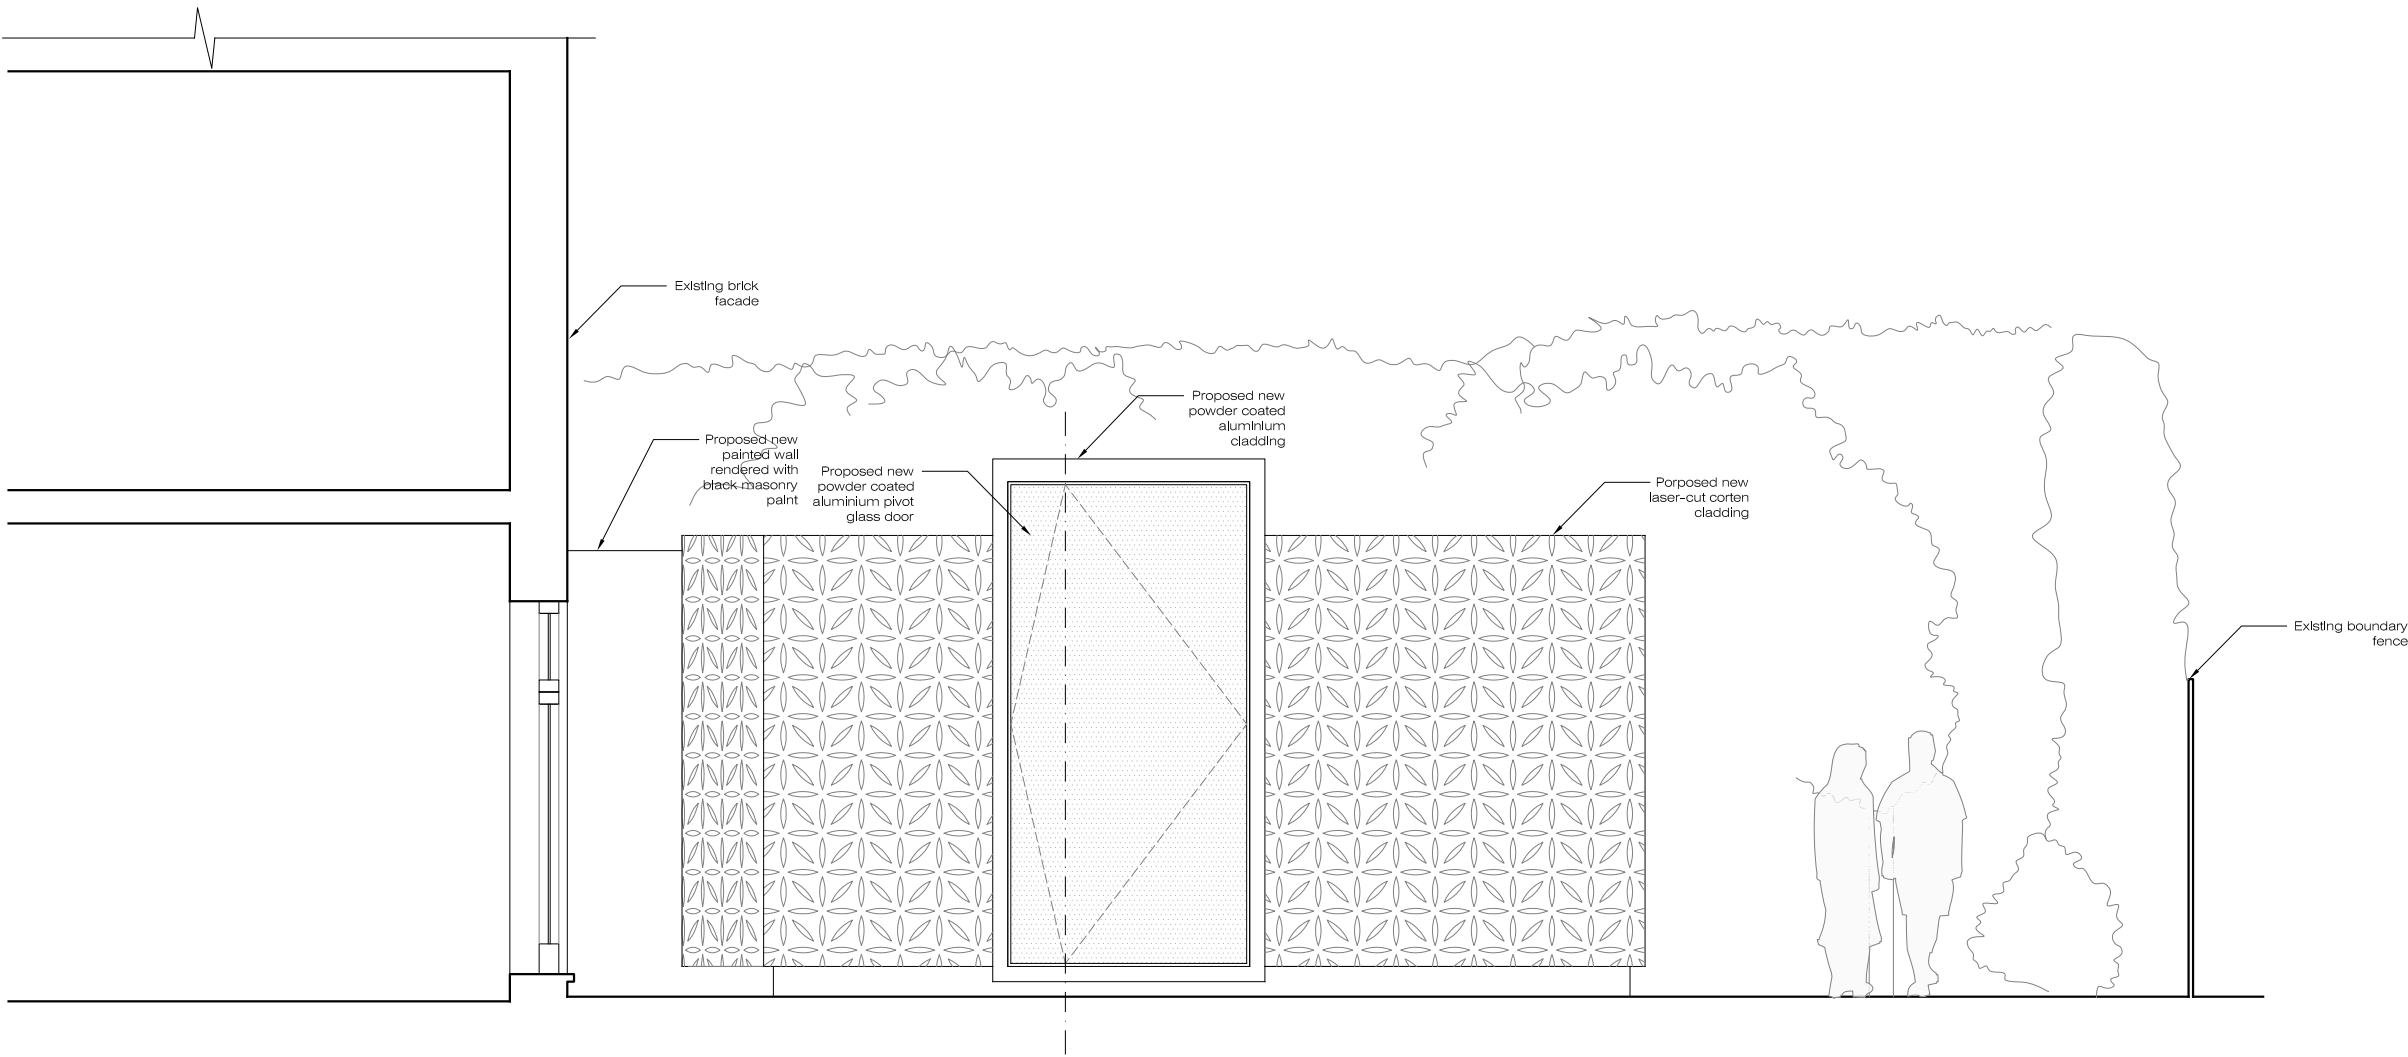 Existing brick
facade
Proposed new
powder coated
aluminium
cladding
Proposed new
painted wall
rendered with
black masonry
paint
Proposed new
powder coated
aluminium pivot
glass door
Porposed new
laser-cut corten
cladding
Existing boundary
fence